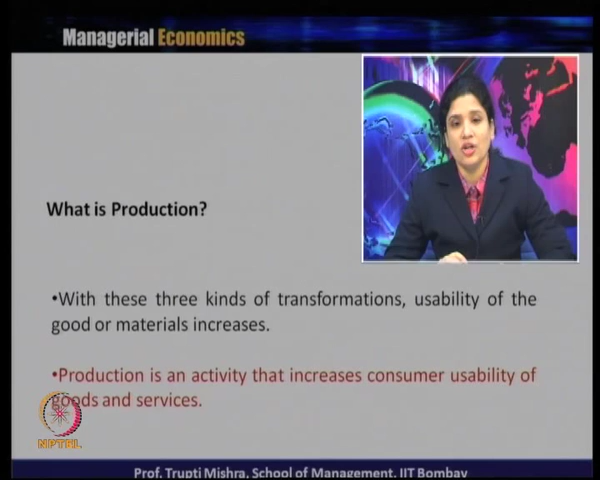 Managerial Economics
What is Production?
•With these three kinds of transformations, usability of the
good or materials increases.
•Production is an activity that increases consumer usability of
goods and services.
NPTEL
Prof. Trupti Mishra, School of Management, IIT Bombay